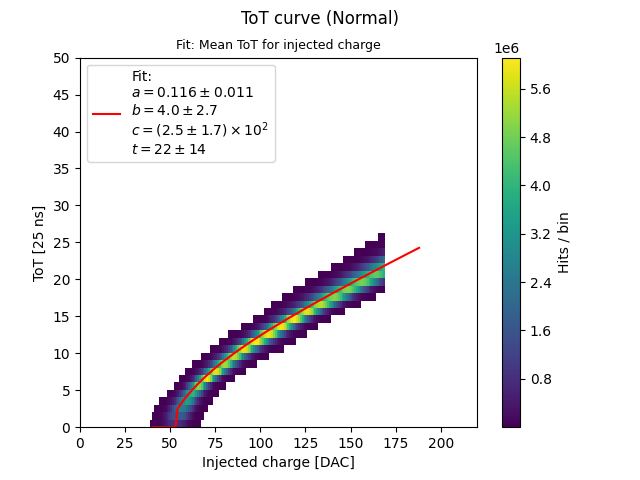 ToT curve (Normal)
Fit: Mean ToT for injected charge
1e6
Fit:
a = 0.116 ± 0.011
b = 4.0 ± 2.7
c = (2.5 ± 1.7) × 10²
t = 22 ± 14
50
45
40
35
30
25
20
15
10
5
0
ToT [25 ns]
0 25 50 75 100 125 150 175 200
Injected charge [DAC]
5.6
4.8
4.0
3.2
2.4
1.6
0.8
Hits / bin